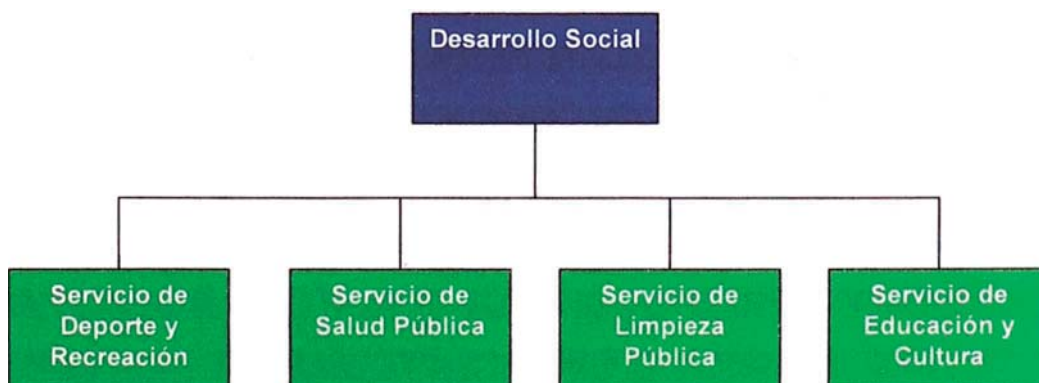 Desarrollo Social
Servicio de
Deporte y
Recreación
Servicio de
Salud Pública
Servicio de
Limpieza
Pública
Servicio de
Educación y
Cultura